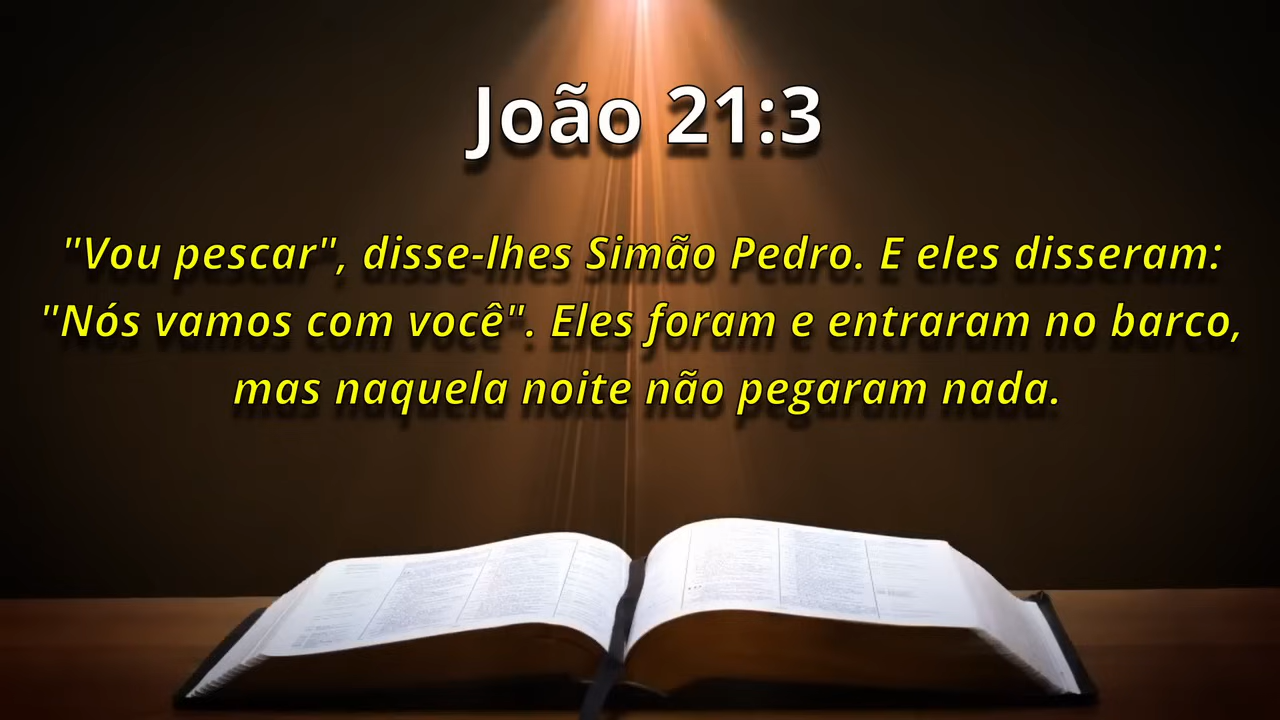 João 21:3
"Vou pescar", disse-lhes Simão Pedro. E eles disseram:
"Nós vamos com você". Eles foram e entraram no barco,
mas naquela noite não pegaram nada.